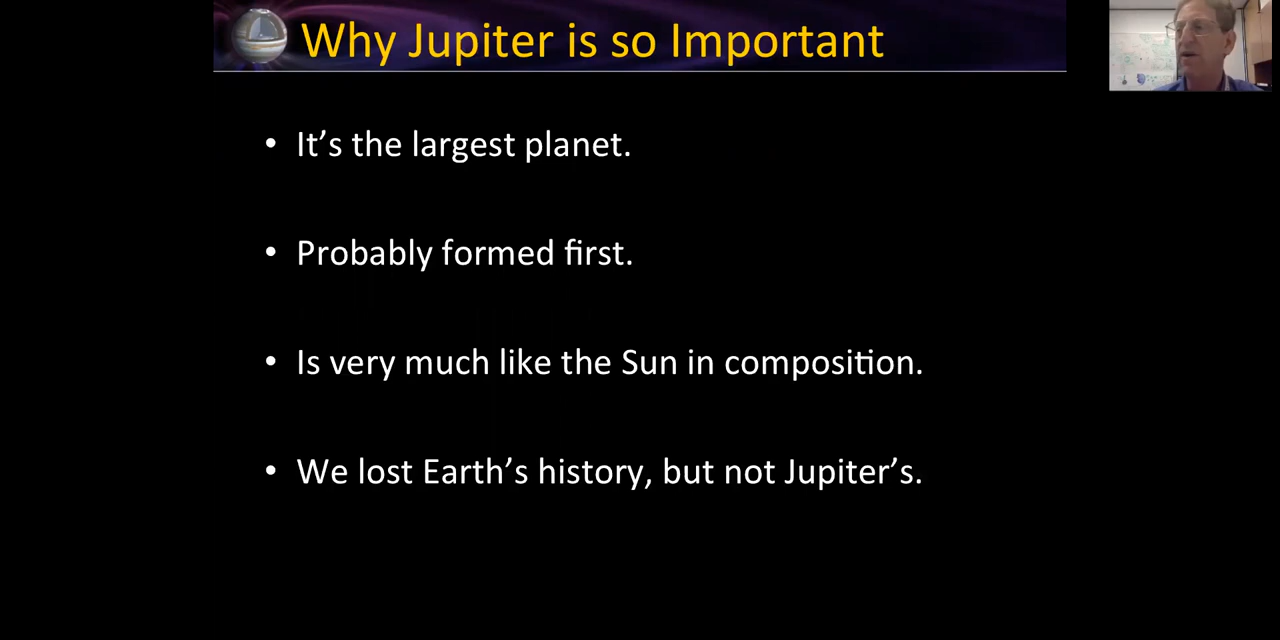 Why Jupiter is so Important
• It’s the largest planet.
• Probably formed first.
• Is very much like the Sun in composition.
• We lost Earth’s history, but not Jupiter’s.